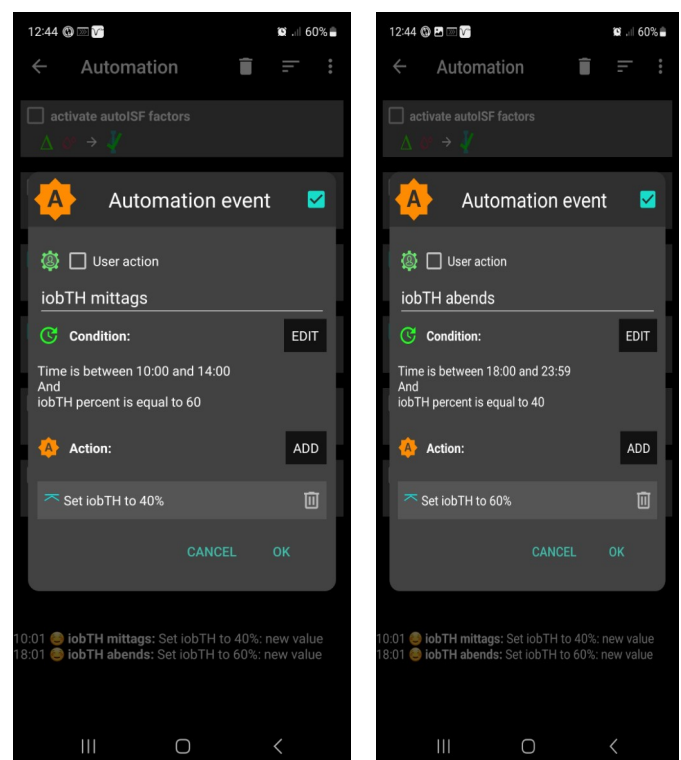 12:44
60%
Automation
activate autoISF factors
A
Automation event
User action
iobTH mittags
Condition:
EDIT
Time is between 10:00 and 14:00
And
iobTH percent is equal to 60
A
Action:
ADD
Set iobTH to 40%
CANCEL
OK
10:01 iobTH mittags: Set iobTH to 40%: new value
18:01 iobTH abends: Set iobTH to 60%: new value
12:44
60%
Automation
activate autoISF factors
A
Automation event
User action
iobTH abends
Condition:
EDIT
Time is between 18:00 and 23:59
And
iobTH percent is equal to 40
A
Action:
ADD
Set iobTH to 60%
CANCEL
OK
10:01 iobTH mittags: Set iobTH to 40%: new value
18:01 iobTH abends: Set iobTH to 60%: new value